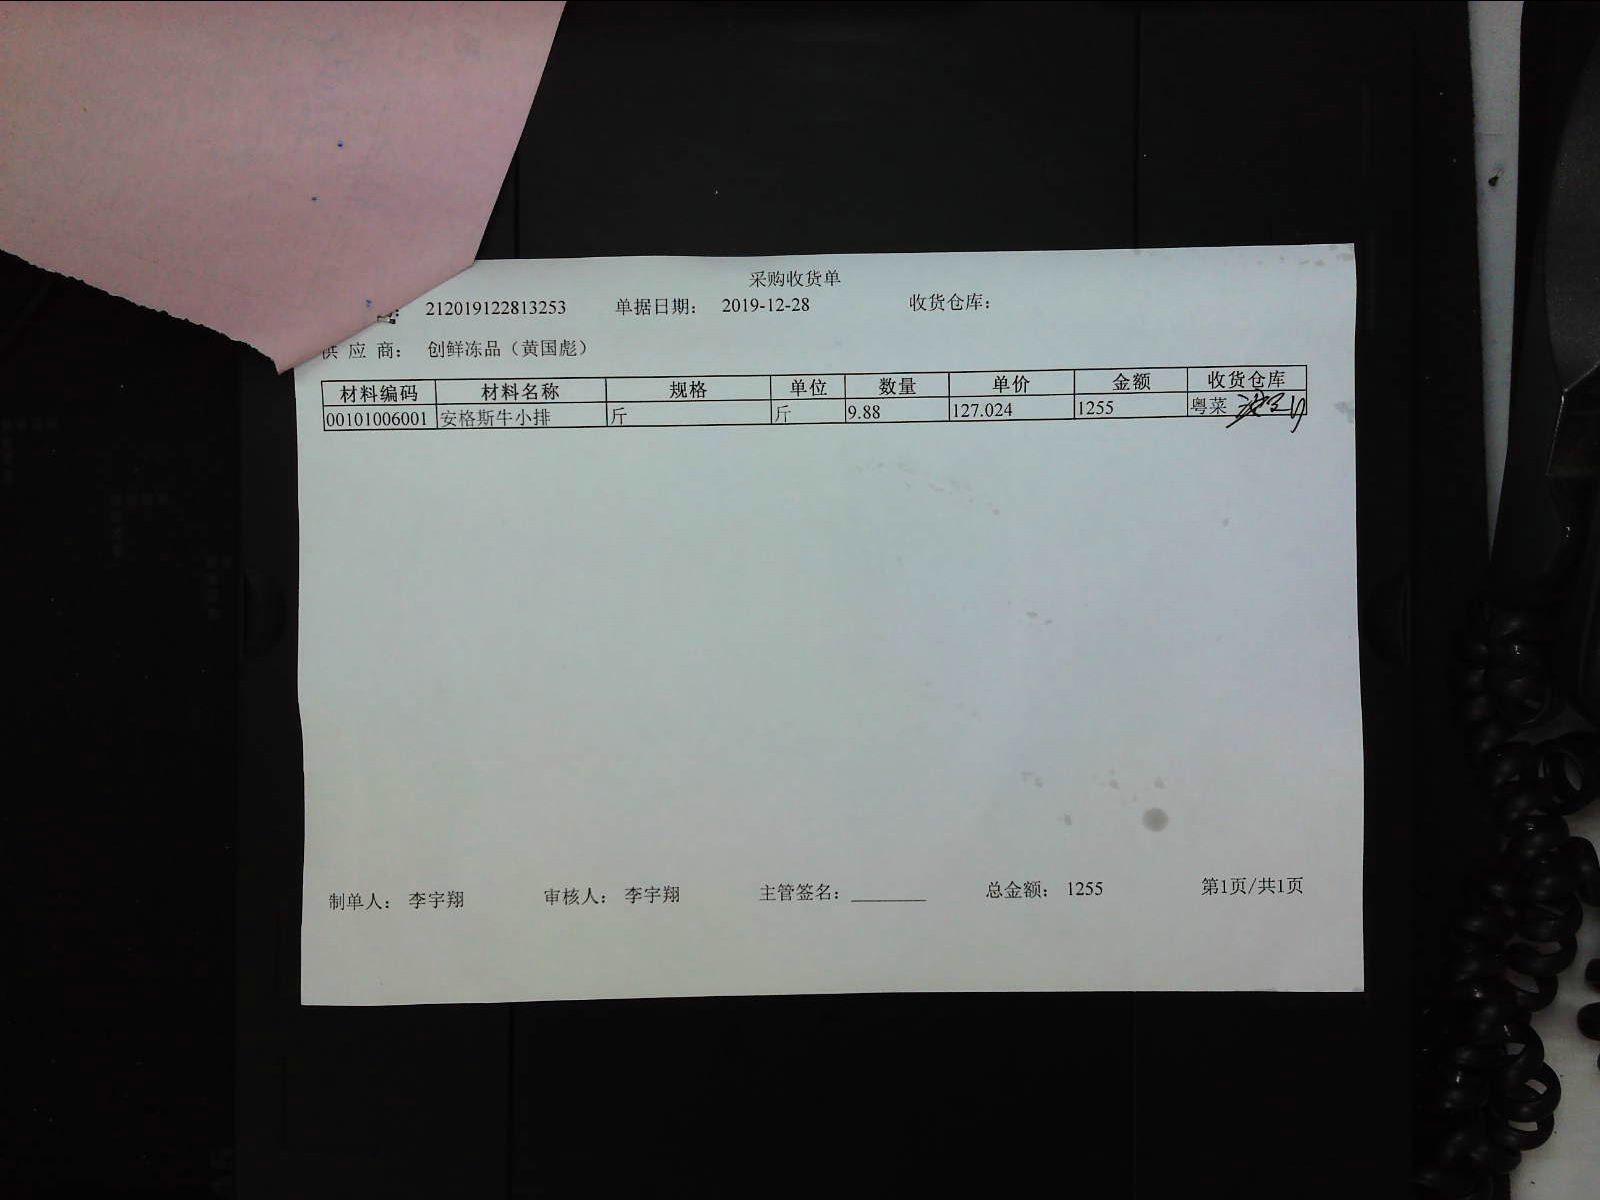 采购收货单
212019122813253 单据日期： 2019-12-28 收货仓库：
供 应 商： 创鲜冻品（黄国彪）
材料编码 材料名称 规格 单位 数量 单价 金额 收货仓库
00101006001 安格斯牛小排 斤 斤 9.88 127.024 1255 粤菜
制单人： 李宇翔 审核人： 李宇翔 主管签名：________ 总金额： 1255 第1页/共1页